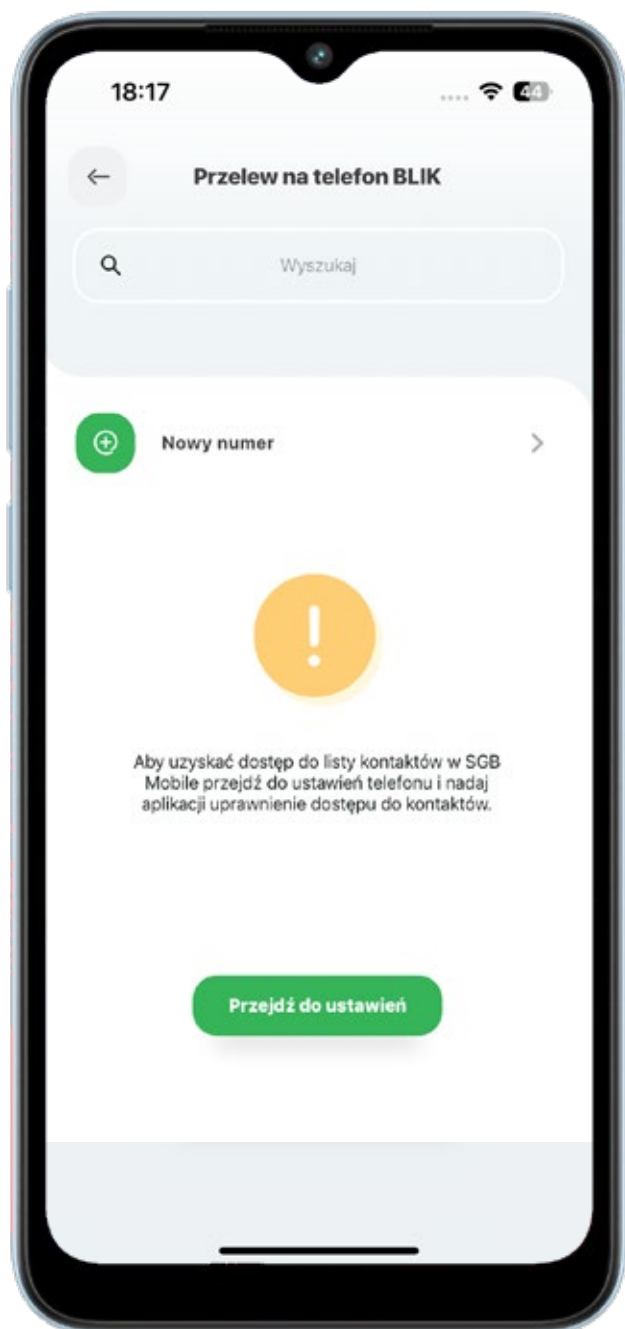 18:17
44
Przelew na telefon BLIK
Wyszukaj
Nowy numer
!
Aby uzyskać dostęp do listy kontaktów w SGB
Mobile przejdź do ustawień telefonu i nadaj
aplikacji uprawnienie dostępu do kontaktów.
Przejdź do ustawień